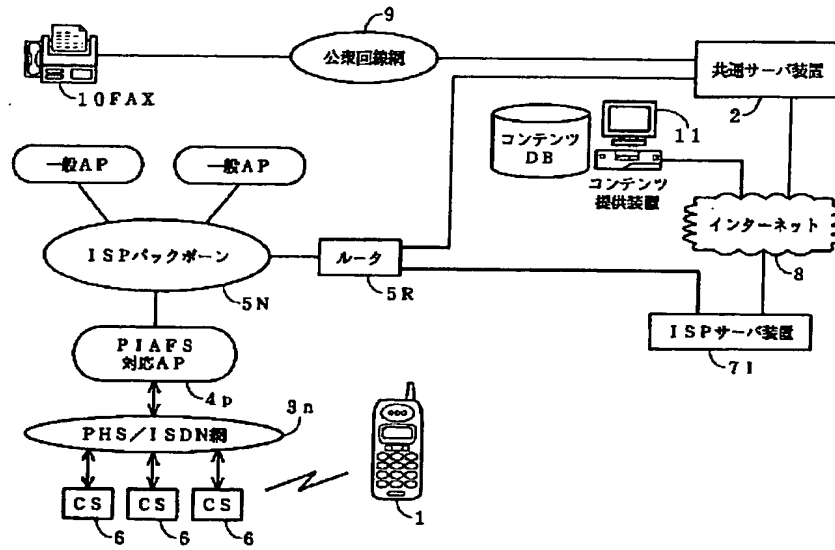 9
公衆回線網
共通サーバ装置
2
10FAX
11
コンテンツ
DB
コンテンツ
提供装置
一般AP
一般AP
インターネット
8
ISPバックボーン
5N
ルータ
5R
ISPサーバ装置
71
PIAFS
対応AP
4p
3n
PHS/ISDN網
CS
CS
CS
6
6
6
1